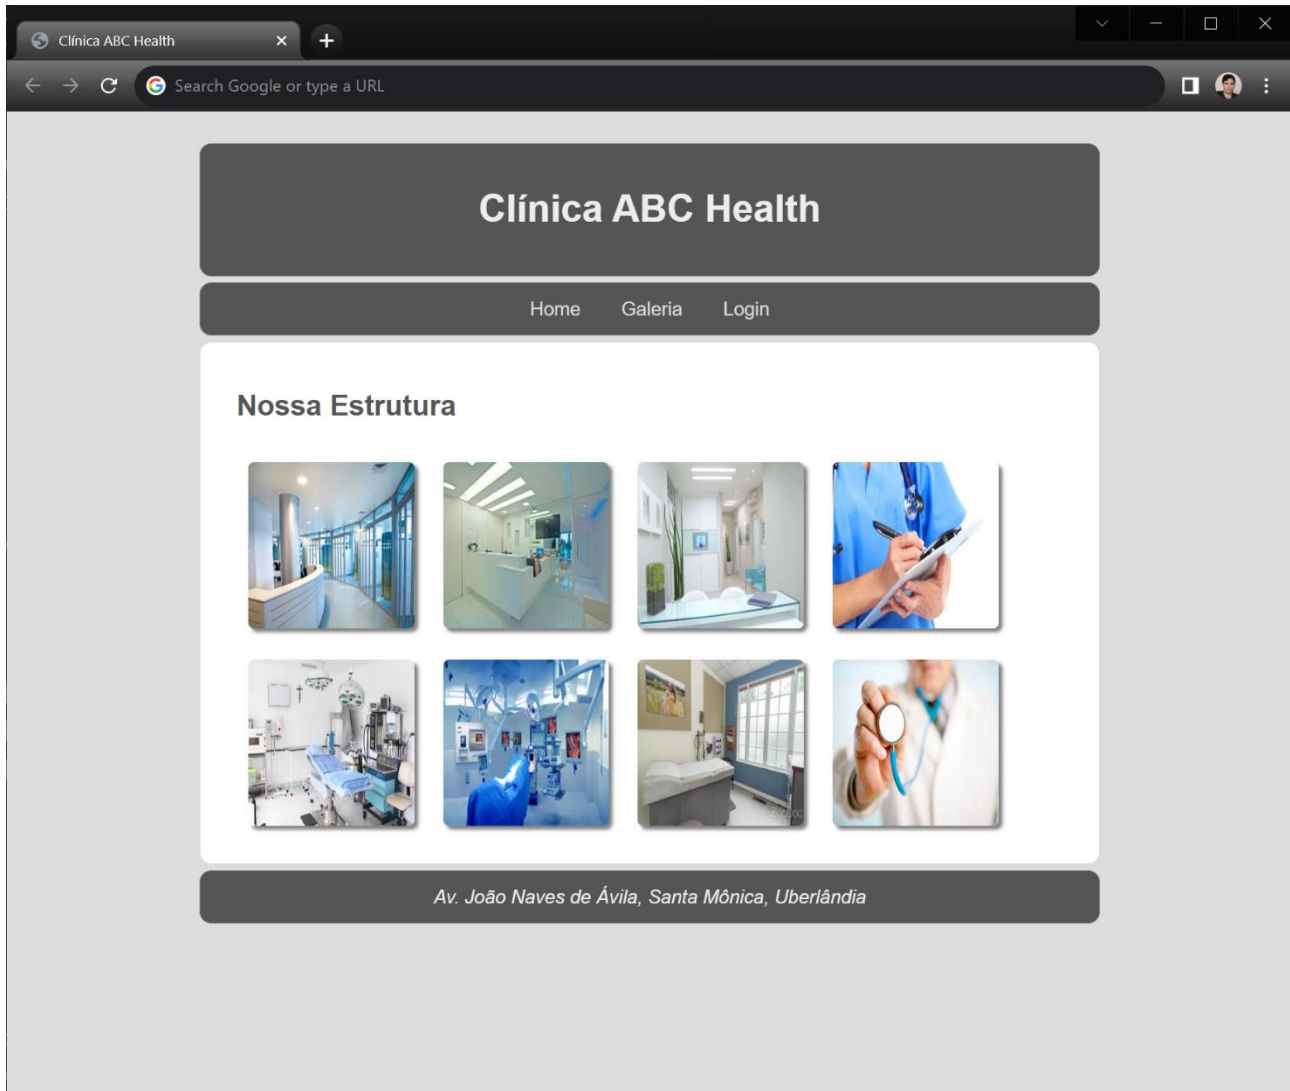 Clínica ABC Health
Search Google or type a URL
Clínica ABC Health
Home Galeria Login
Nossa Estrutura
Av. João Naves de Ávila, Santa Mônica, Uberlândia